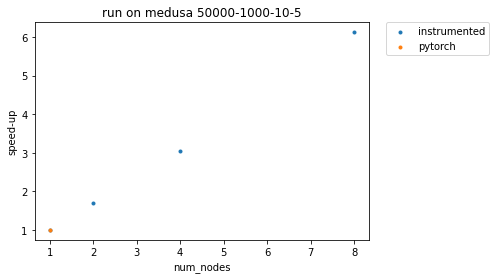 run on medusa 50000-1000-10-5
instrumented
pytorch
6
5
4
3
2
1
speed-up
1 2 3 4 5 6 7 8
num_nodes